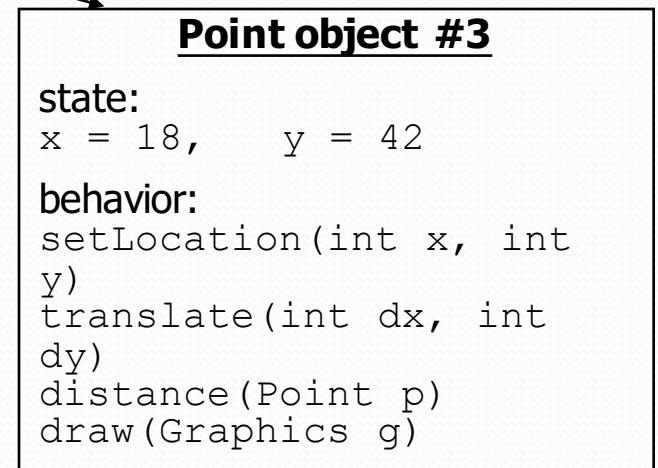 Point object #3
state:
x = 18,   y = 42
behavior:
setLocation(int x, int
y)
translate(int dx, int
dy)
distance(Point p)
draw(Graphics g)